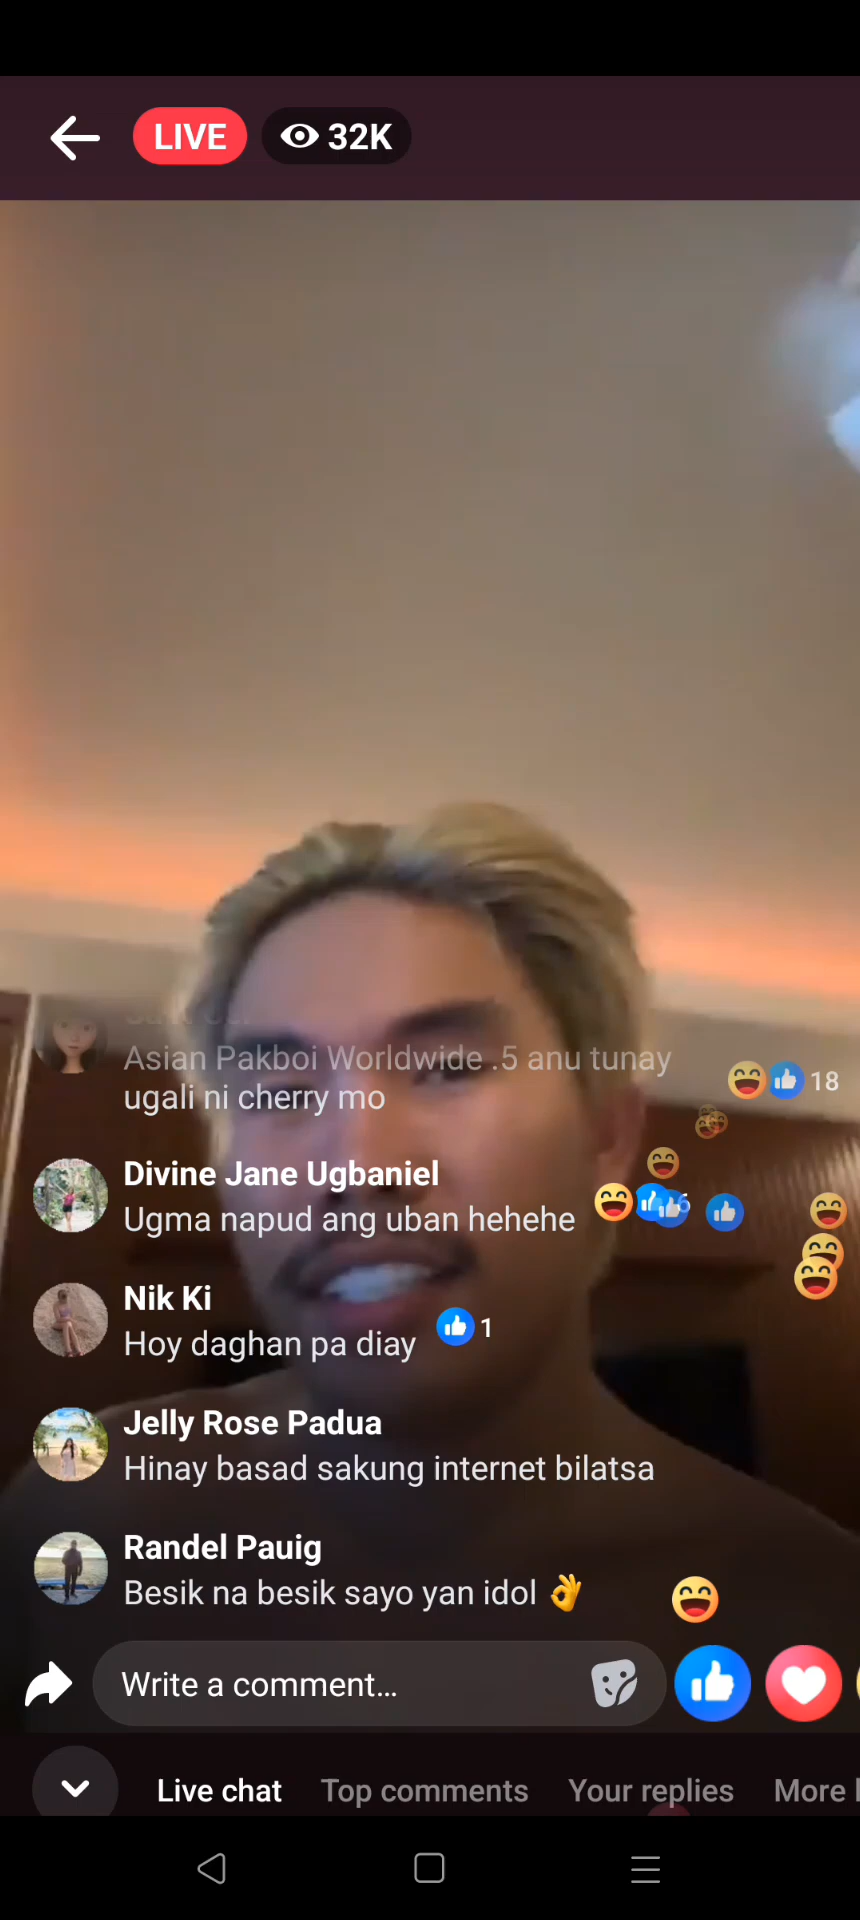 LIVE 32K
Asian Pakboi Worldwide .5 anu tunay
ugali ni cherry mo
18
Divine Jane Ugbaniel
Ugma napud ang uban hehehe
Nik Ki
Hoy daghan pa diay 1
Jelly Rose Padua
Hinay basad sakung internet bilatsa
Randel Pauig
Besik na besik sayo yan idol 👌
Write a comment...
Live chat Top comments Your replies More